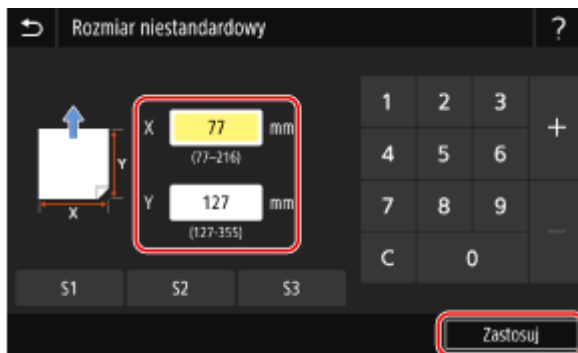 Rozmiar niestandardowy ?
X 77 mm
(77–216)
Y 127 mm
(127-355)
Y
X
S1 S2 S3
1 2 3 +
4 5 6
7 8 9 —
C 0
Zastosuj